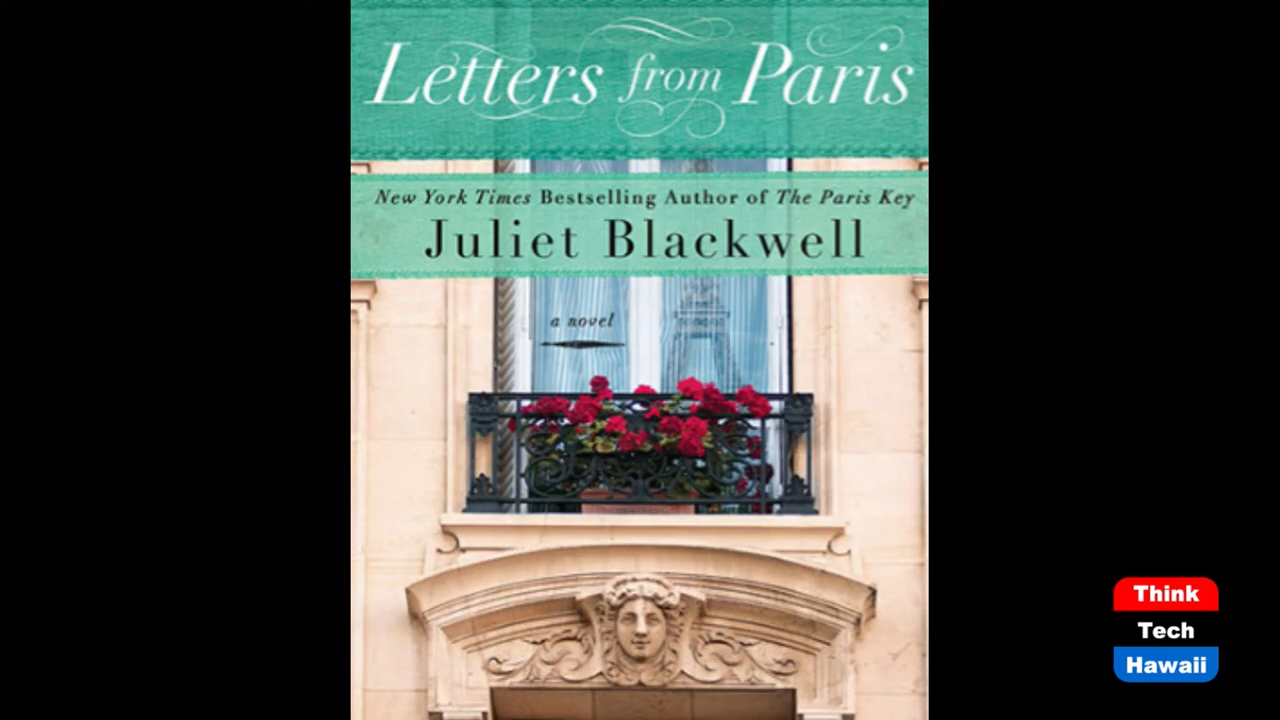 Letters from Paris
New York Times Bestselling Author of The Paris Key
Juliet Blackwell
a novel
Think
Tech
Hawaii